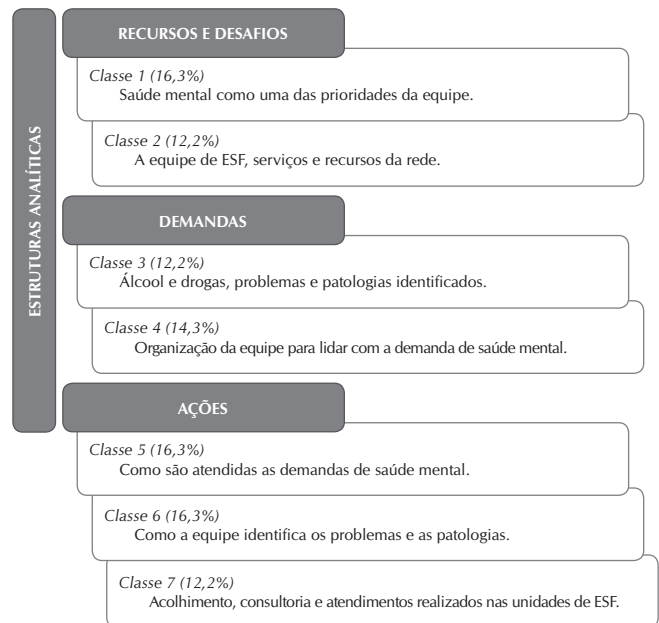 ESTRUTURAS ANALÍTICAS
RECURSOS E DESAFIOS
Classe 1 (16,3%)
Saúde mental como uma das prioridades da equipe.
Classe 2 (12,2%)
A equipe de ESF, serviços e recursos da rede.
DEMANDAS
Classe 3 (12,2%)
Álcool e drogas, problemas e patologias identificados.
Classe 4 (14,3%)
Organização da equipe para lidar com a demanda de saúde mental.
AÇÕES
Classe 5 (16,3%)
Como são atendidas as demandas de saúde mental.
Classe 6 (16,3%)
Como a equipe identifica os problemas e as patologias.
Classe 7 (12,2%)
Acolhimento, consultoria e atendimentos realizados nas unidades de ESF.